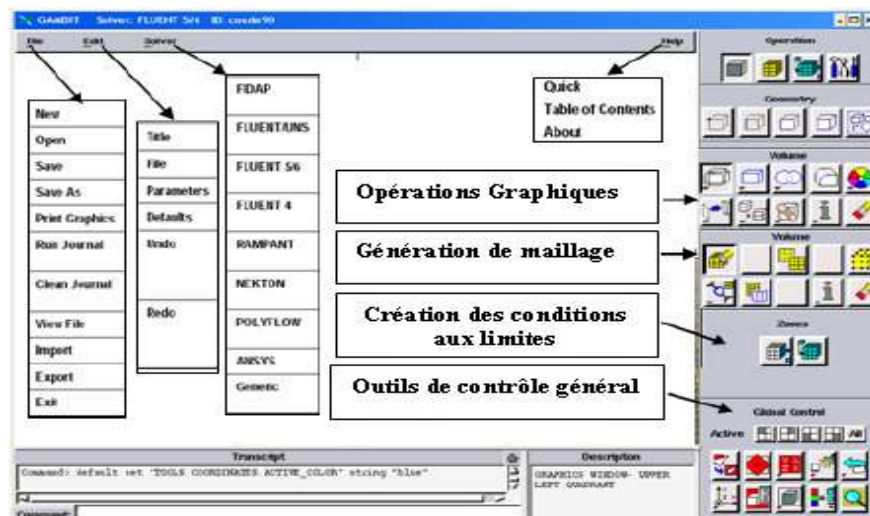 GAMBIT Solver: FLUENT 5/6 ID:
File Edit Solver Help
New
Open
Save
Save As
Print Graphics
Run Journal
Clean Journal
View File
Import
Export
Exit
Title
File
Parameters
Defaults
Undo
Redo
FIDAP
FLUENT/UNS
FLUENT 5/6
FLUENT 4
RAMPANT
NEKTON
POLYFLOW
ANSYS
Generic
Quick
Table of Contents
About
Opérations Graphiques
Génération de maillage
Création des conditions
aux limites
Outils de contrôle général
Operation
Geometry
Volume
Volume
Zones
Global Control
Active All
Transcript
Command> default set "TOOLS.COORDINATES.ACTIVE_COLOR" string "blue"
Command:
Description
GRAPHICS WINDOW- UPPER
LEFT QUADRANT